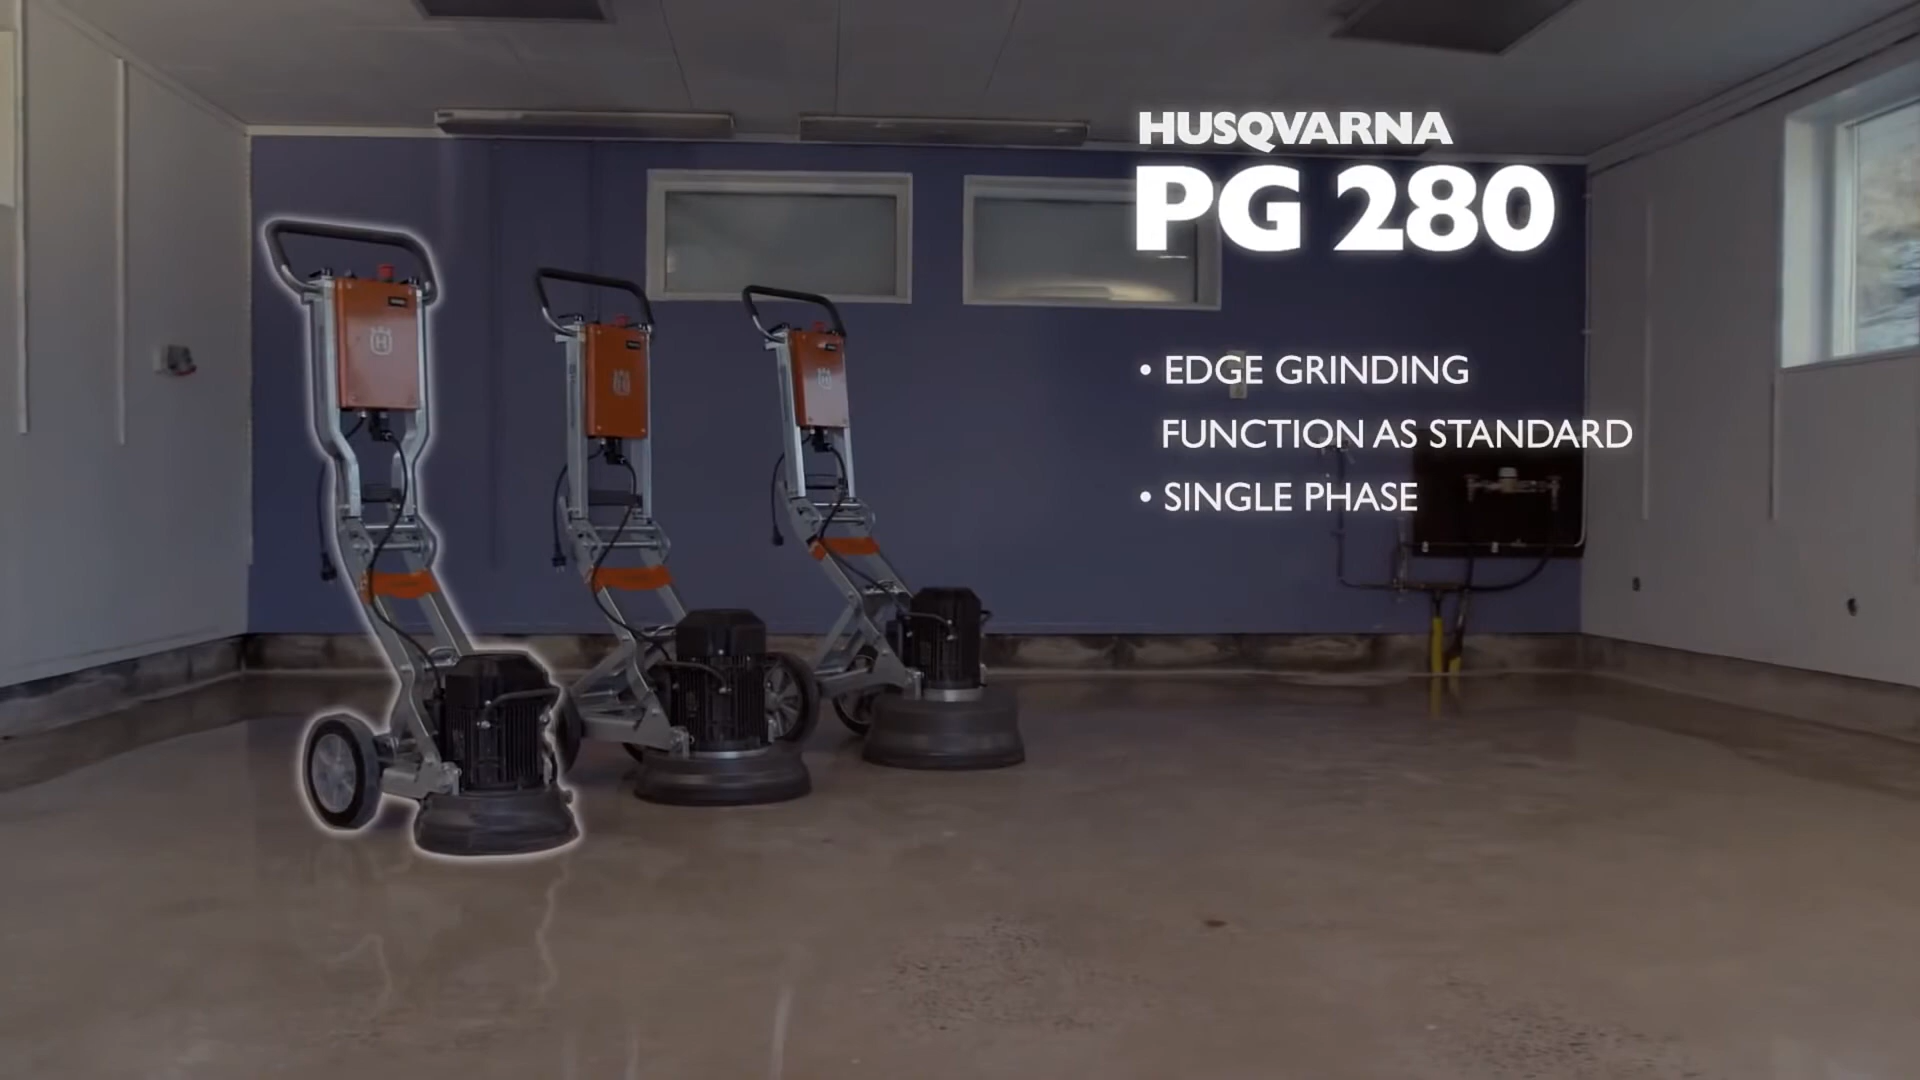 HUSQVARNA
PG 280
• EDGE GRINDING
FUNCTION AS STANDARD
• SINGLE PHASE
H
H
H